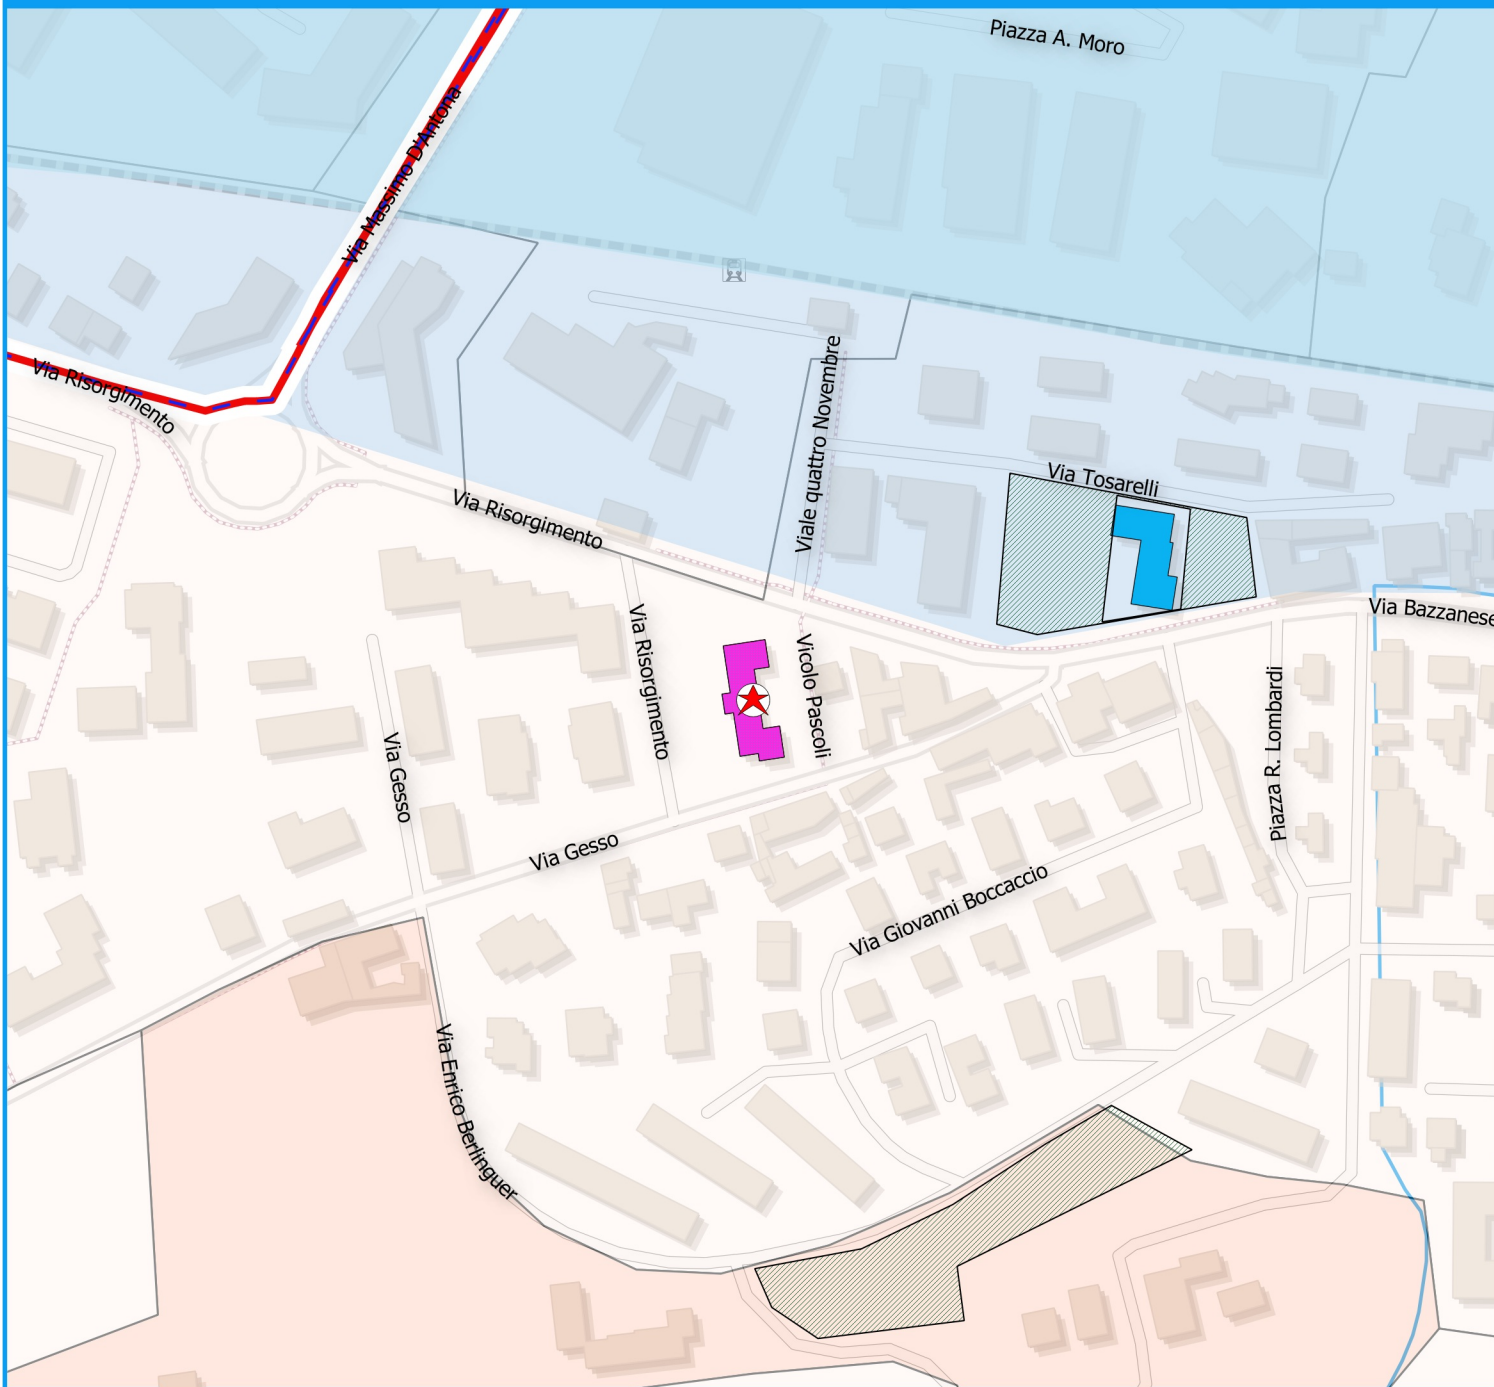 Piazza A. Moro
Via Massimo D'Antona
Via Risorgimento
Viale quattro Novembre
Via Tosarelli
Via Risorgimento
Via Bazzanese
Via Risorgimento
Vicolo Pascoli
Piazza R. Lombardi
Via Gesso
Via Gesso
Via Giovanni Boccaccio
Via Enrico Berlinguer